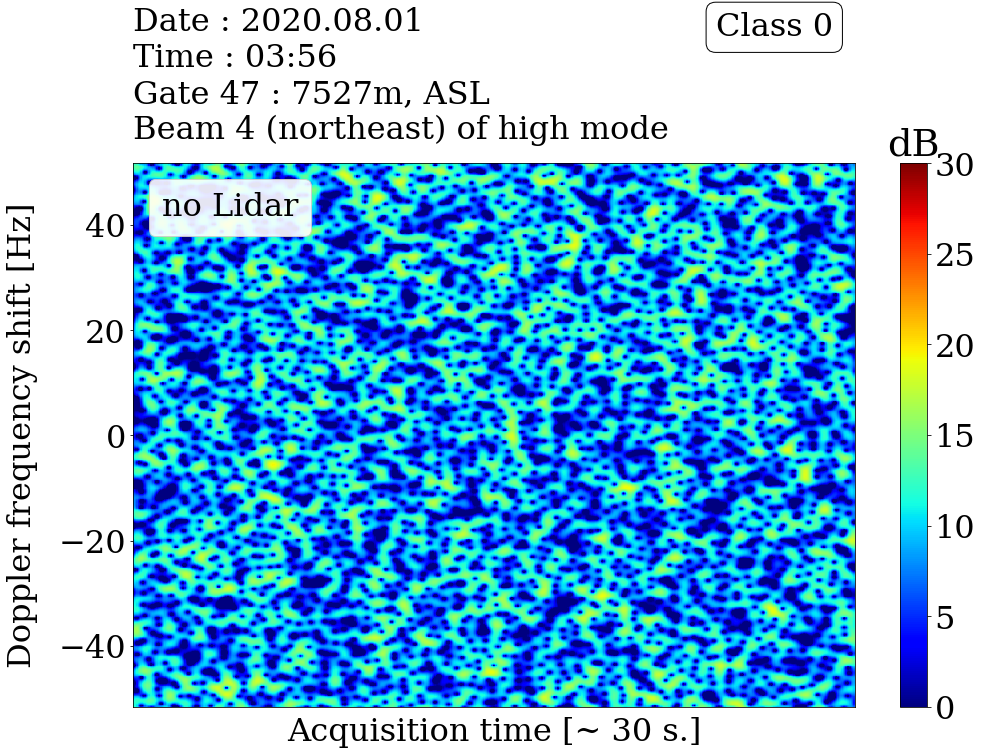 Date : 2020.08.01
Time : 03:56
Gate 47 : 7527m, ASL
Beam 4 (northeast) of high mode
Class 0
dB
no Lidar
Doppler frequency shift [Hz]
40
20
0
−20
−40
30
25
20
15
10
5
0
Acquisition time [~ 30 s.]